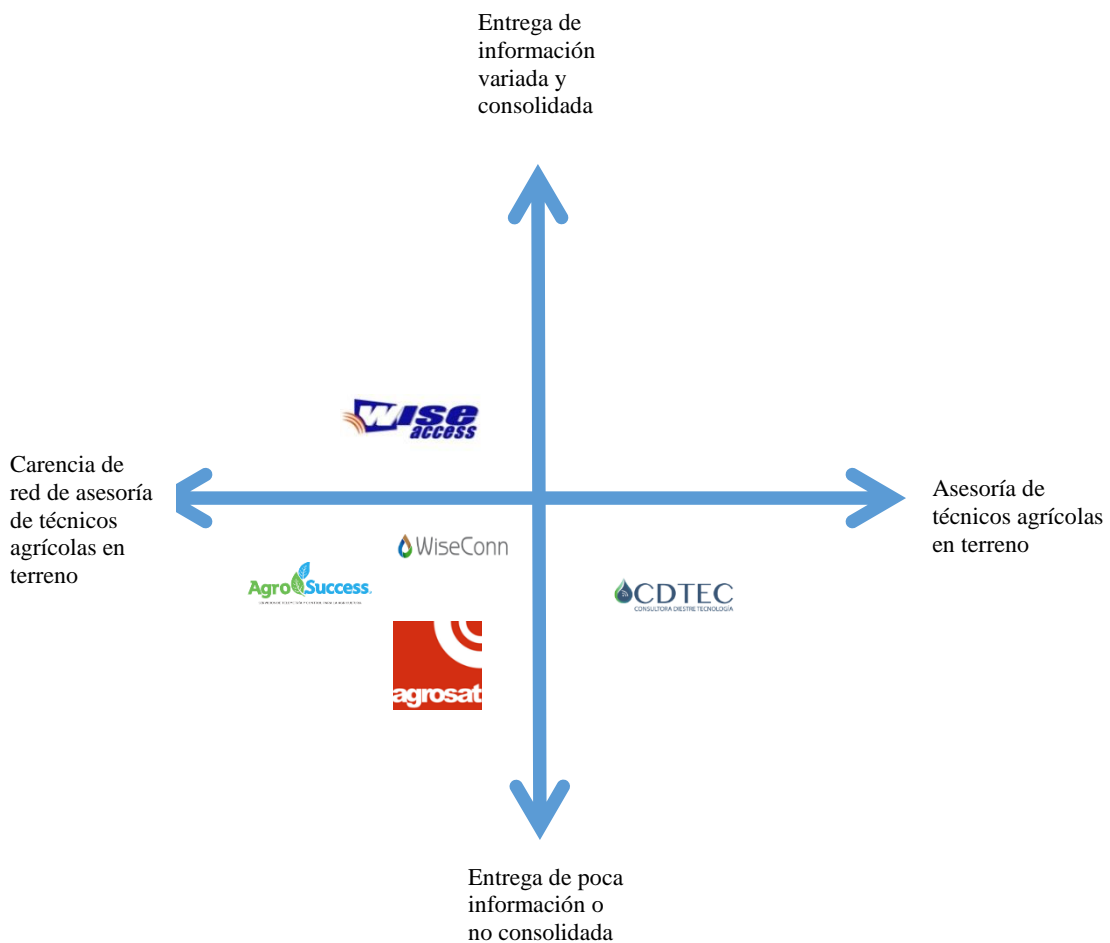 Entrega de
información
variada y
consolidada
WISE
access
Carencia de
red de asesoría
de técnicos
agrícolas en
terreno
Asesoría de
técnicos agrícolas
en terreno
WiseConn
AgroSuccess
CDTEC
CONSULTORA DIESTRE TECNOLOGÍA
agrosat
Entrega de poca
información o
no consolidada